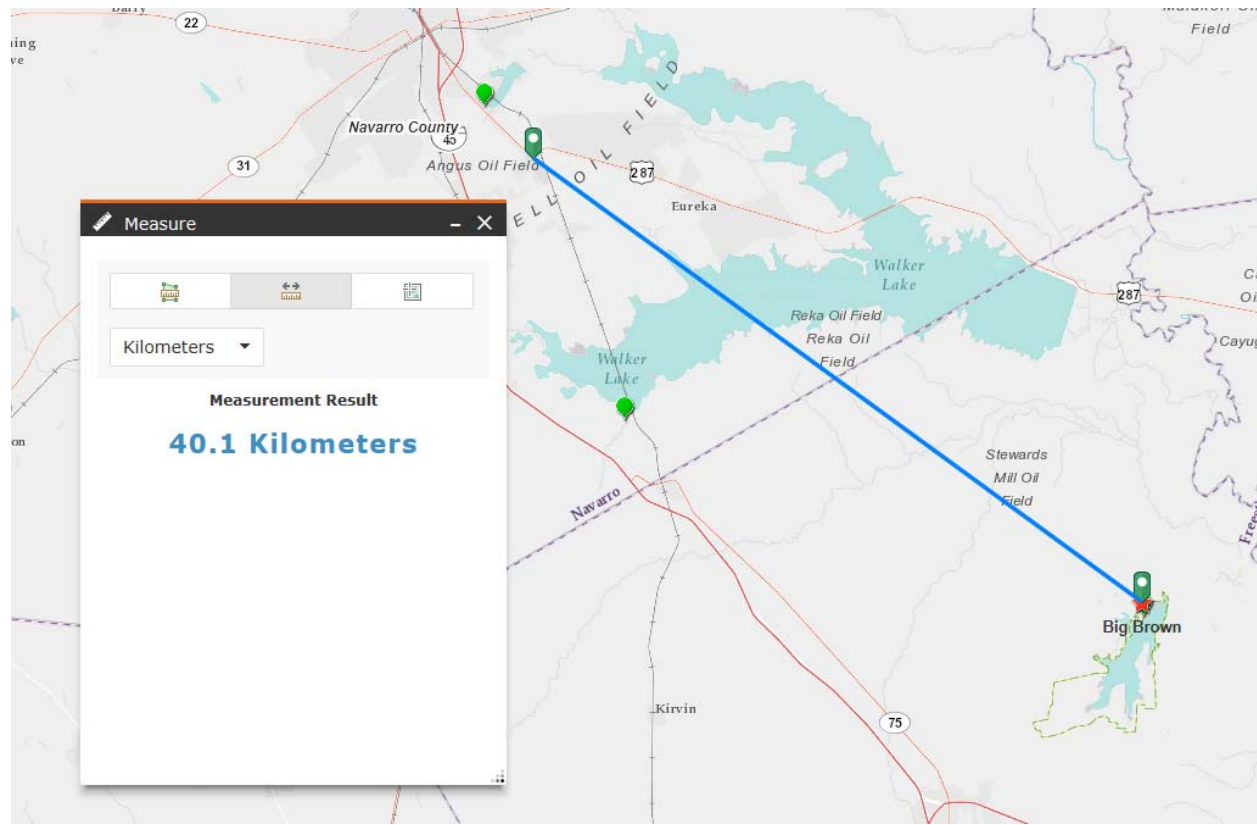 22
Field
Navarro County
45
31
Angus Oil Field
287
ELL OIL FIELD
Eureka
Measure
Walker
Lake
287
Reka Oil Field
Reka Oil
Field
Kilometers
Walker
Lake
Measurement Result
40.1 Kilometers
Stewards
Mill Oil
Field
Navarro
Big Brown
Kirvin
75